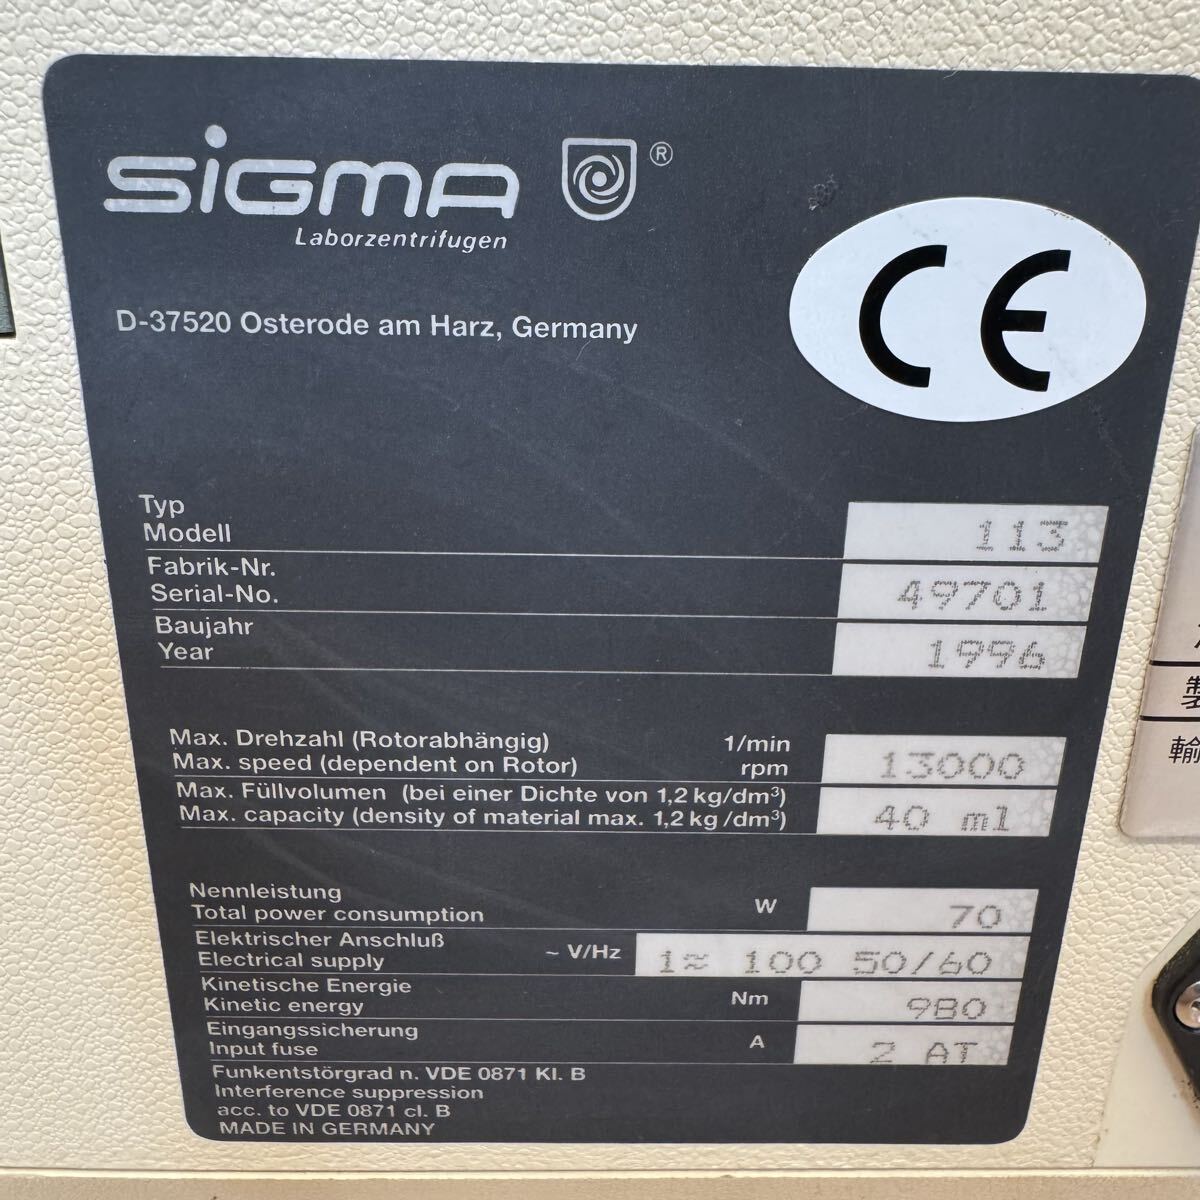 SIGMA ®
Laborzentrifugen
D-37520 Osterode am Harz, Germany
CE
Typ
Modell 113
Fabrik-Nr.
Serial-No. 49701
Baujahr
Year 1996
Max. Drehzahl (Rotorabhängig) 1/min
Max. speed (dependent on Rotor) rpm 13000
Max. Füllvolumen (bei einer Dichte von 1,2 kg/dm³)
Max. capacity (density of material max. 1,2 kg/dm³) 40 ml
Nennleistung
Total power consumption W 70
Elektrischer Anschluß
Electrical supply ~ V/Hz 1≈ 100 50/60
Kinetische Energie
Kinetic energy Nm 980
Eingangssicherung
Input fuse A 2 AT
Funkentstörgrad n. VDE 0871 Kl. B
Interference suppression
acc. to VDE 0871 cl. B
MADE IN GERMANY
製
輸